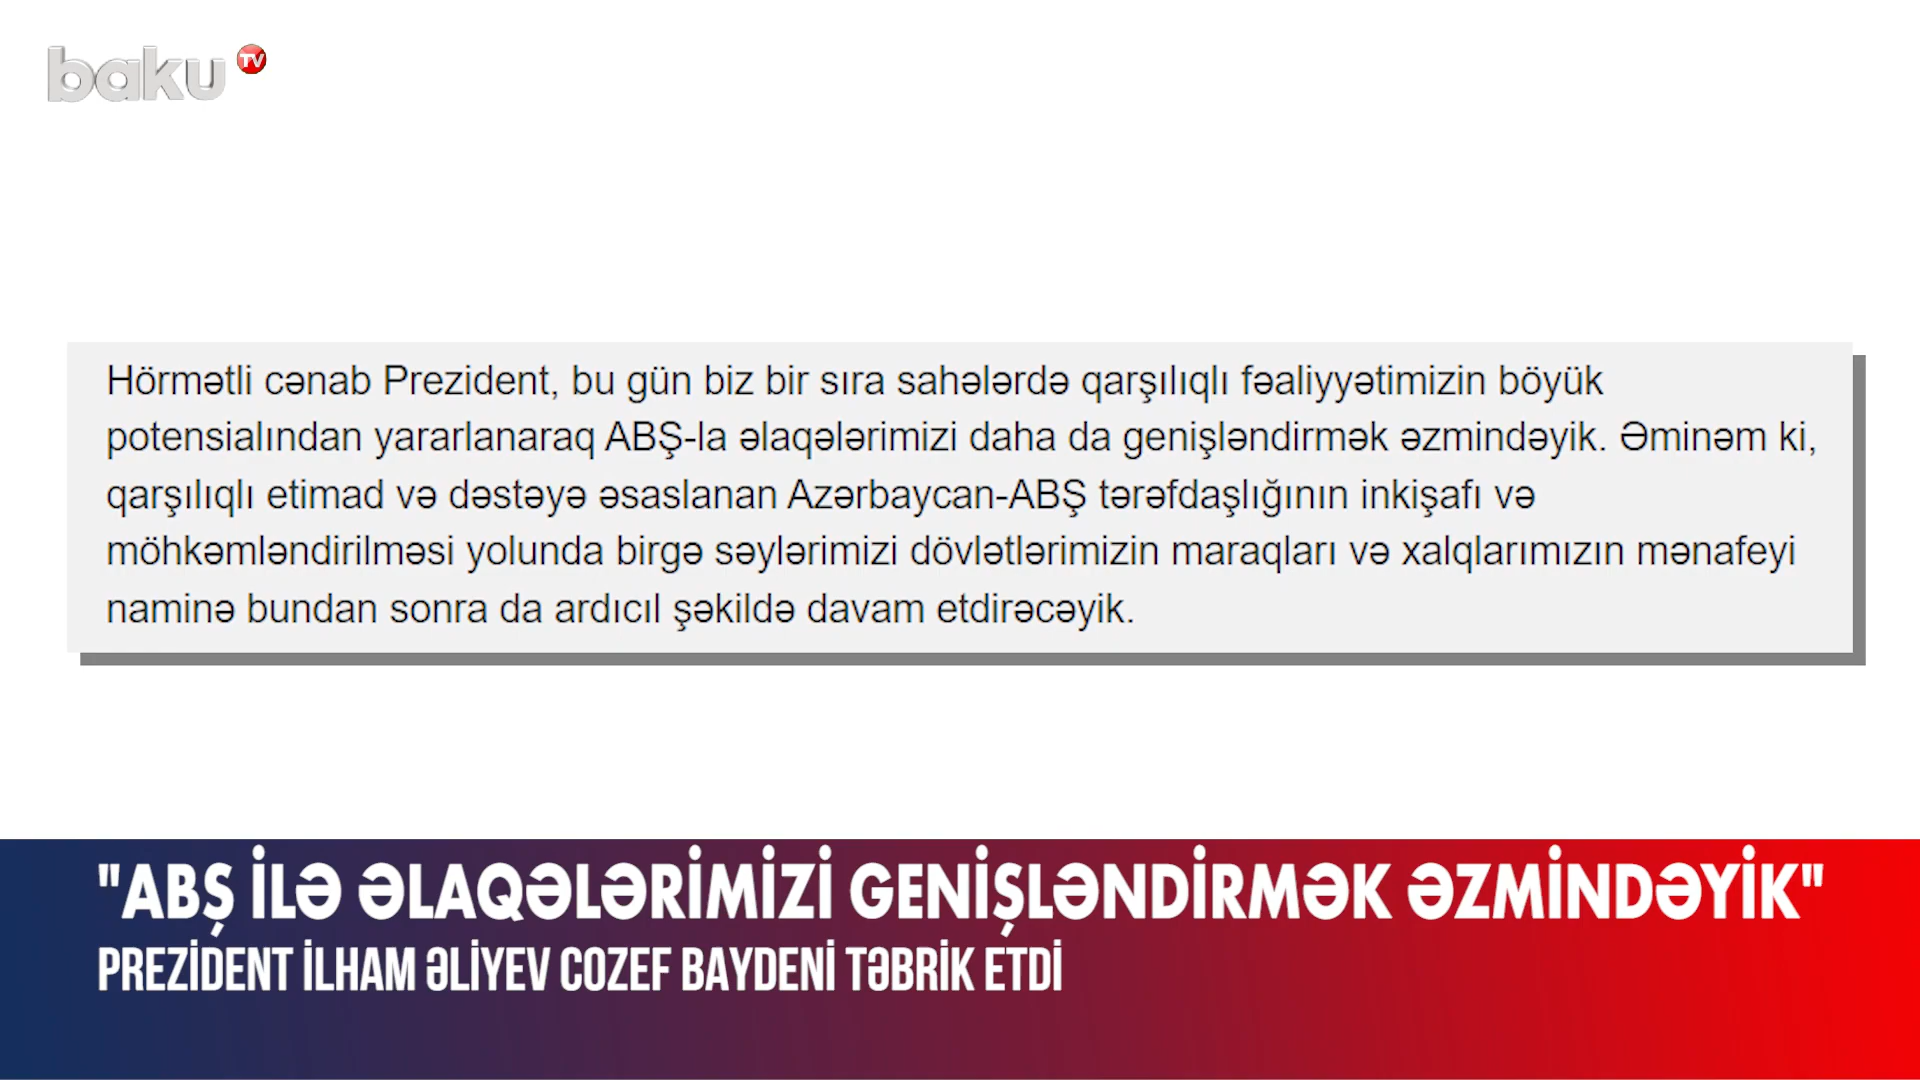 baku TV
Hörmətli cənab Prezident, bu gün biz bir sıra sahələrdə qarşılıqlı fəaliyyətimizin böyük
potensialından yararlanaraq ABŞ-la əlaqələrimizi daha da genişləndirmək əzmindəyik. Əminəm ki,
qarşılıqlı etimad və dəstəyə əsaslanan Azərbaycan-ABŞ tərəfdaşlığının inkişafı və
möhkəmləndirilməsi yolunda birgə səylərimizi dövlətlərimizin maraqları və xalqlarımızın mənafeyi
naminə bundan sonra da ardıcıl şəkildə davam etdirəcəyik.
"ABŞ İLƏ ƏLAQƏLƏRİMİZİ GENİŞLƏNDİRMƏK ƏZMİNDƏYİK"
PREZİDENT İLHAM ƏLİYEV COZEF BAYDENİ TƏBRİK ETDİ